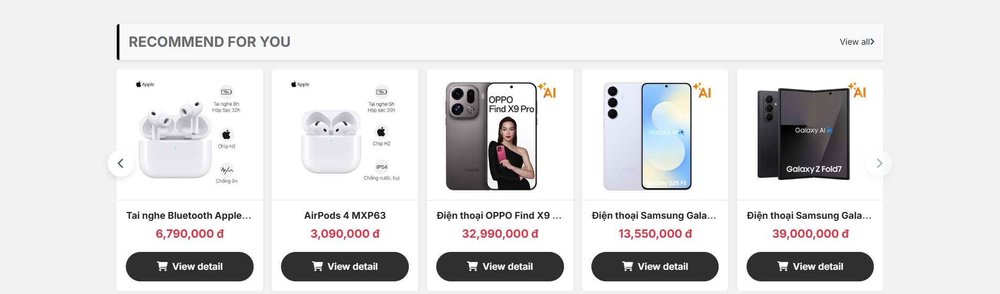 RECOMMEND FOR YOU
View all
Apple
Tai nghe 8h
Hộp Sạc 32h
Chip H2
Chống ồn
Tai nghe Bluetooth Apple...
6,790,000 đ
View detail
Apple
Tai nghe 5h
Hộp sạc 30h
Chip H2
IP54
Chống nước, bụi
AirPods 4 MXP63
3,090,000 đ
View detail
AI
OPPO
Find X9 Pro
oppo
Điện thoại OPPO Find X9 ...
32,990,000 đ
View detail
AI
Galaxy AI
SAMSUNG
Galaxy S25 FE
Điện thoại Samsung Gala...
13,550,000 đ
View detail
AI
Galaxy AI
Galaxy Z Fold7
Điện thoại Samsung Gala...
39,000,000 đ
View detail